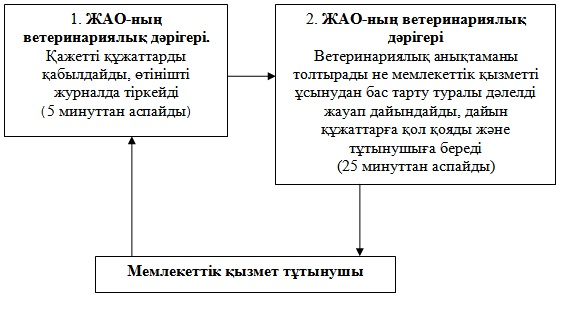 1. ЖАО-ның
ветеринариялық дәрігері.
Қажетті құжаттарды
қабылдайды, өтінішті
журналда тіркейді
(5 минуттан аспайды)
2. ЖАО-ның ветеринариялық
дәрігері
Ветеринариялық анықтаманы
толтырады не мемлекеттік қызметті
ұсынудан бас тарту туралы дәлелді
жауап дайындайды, дайын
құжаттарға қол қояды және
тұтынушыға береді
(25 минуттан аспайды)
Мемлекеттік қызмет тұтынушы